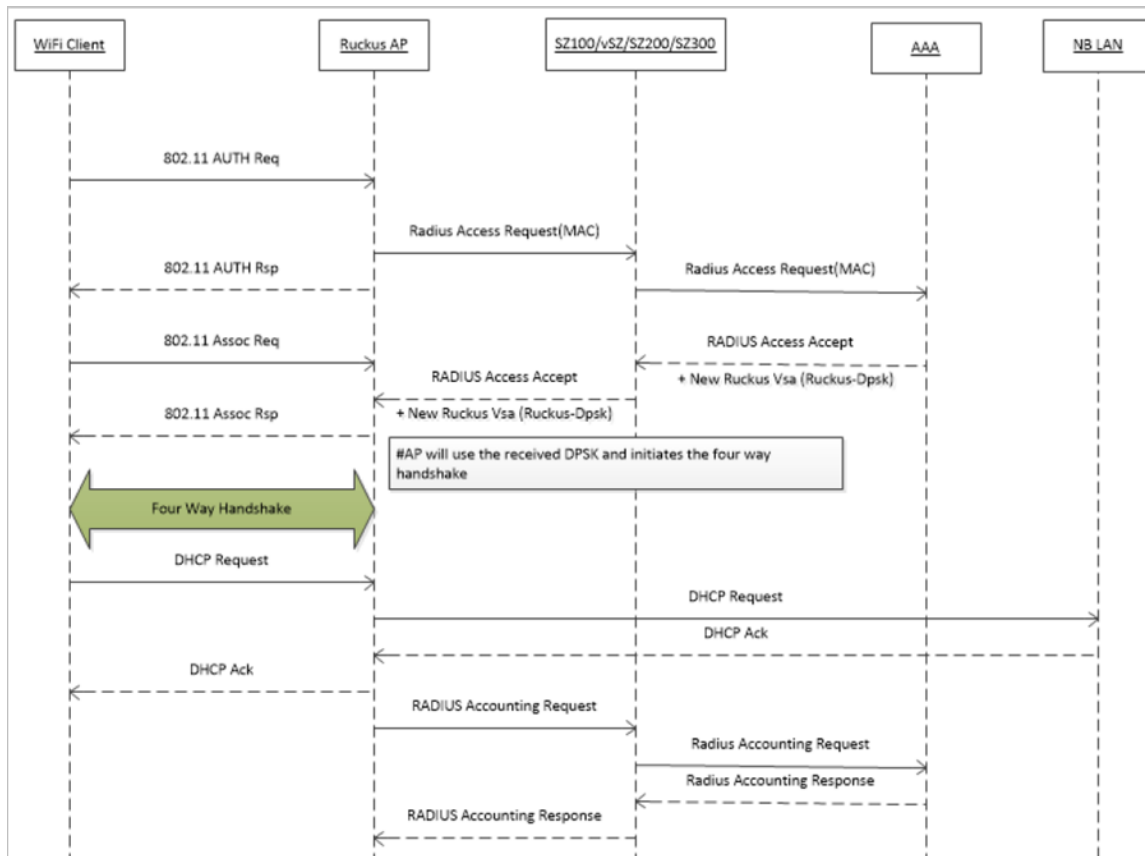 WiFi Client
Ruckus AP
SZ100/vSZ/SZ200/SZ300
AAA
NB LAN
802.11 AUTH Req
Radius Access Request(MAC)
802.11 AUTH Rsp
Radius Access Request(MAC)
802.11 Assoc Req
RADIUS Access Accept
+ New Ruckus Vsa (Ruckus-Dpsk)
RADIUS Access Accept
+ New Ruckus Vsa (Ruckus-Dpsk)
802.11 Assoc Rsp
#AP will use the received DPSK and initiates the four way
handshake
Four Way Handshake
DHCP Request
DHCP Request
DHCP Ack
DHCP Ack
RADIUS Accounting Request
Radius Accounting Request
Radius Accounting Response
RADIUS Accounting Response